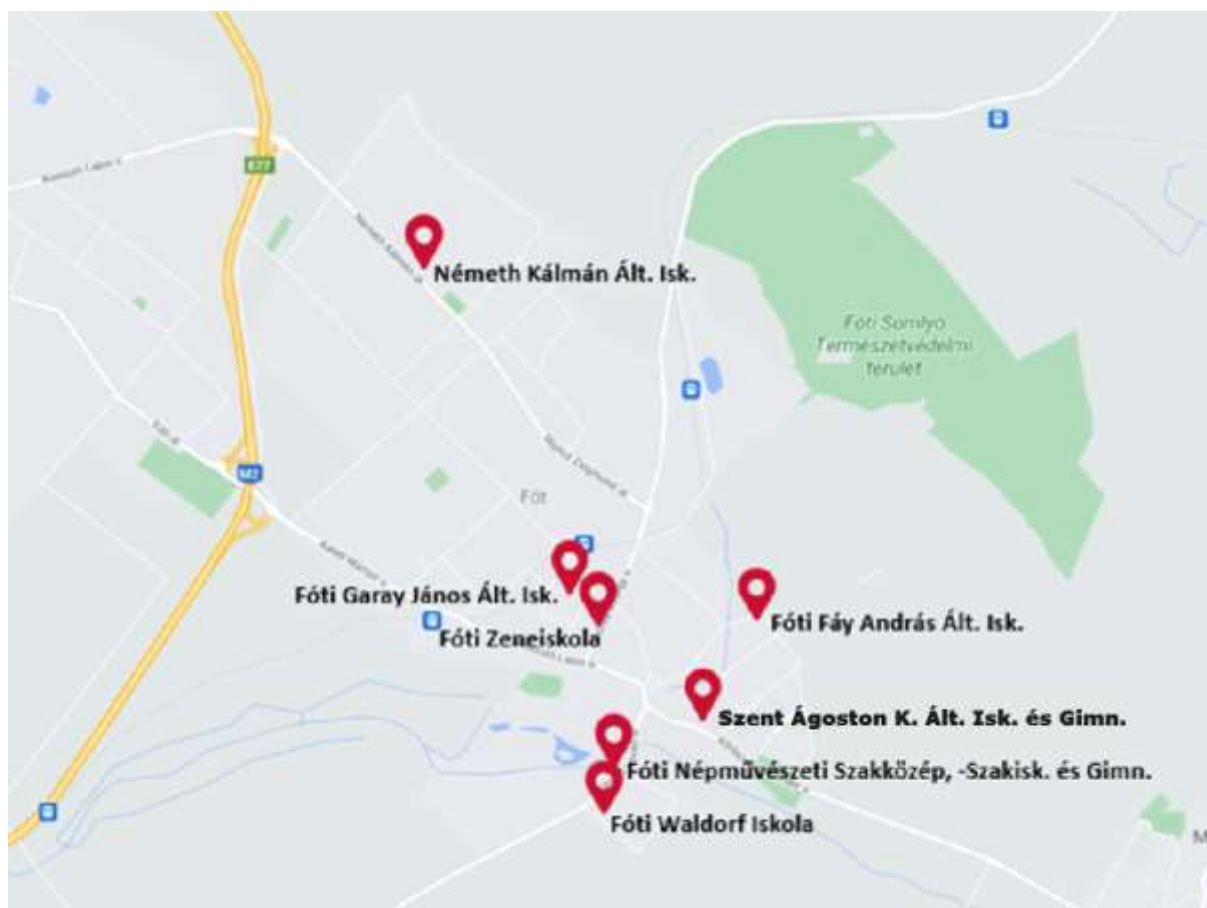 E77
Németh Kálmán Ált. Isk.
Fóti Somlyó
Természetvédelmi
terület
M2
Fót
Fóti Garay János Ált. Isk.
Fóti Zeneiskola
Fóti Fáy András Ált. Isk.
Szent Ágoston K. Ált. Isk. és Gimn.
Fóti Népművészeti Szakközép, -Szakisk. és Gimn.
Fóti Waldorf Iskola
M